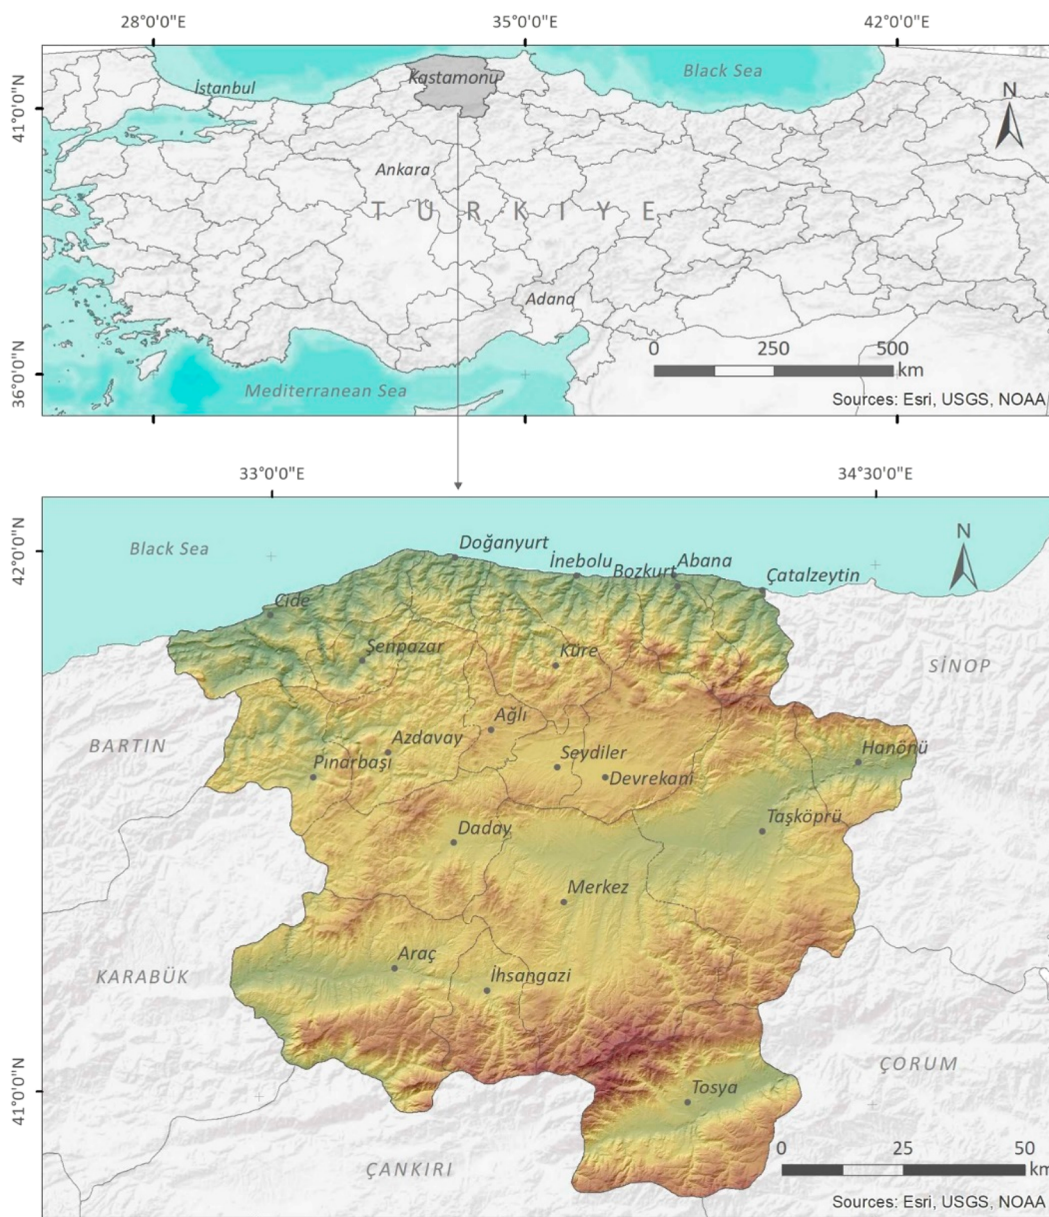 28°0'0"E 35°0'0"E 42°0'0"E
41°0'0"N
36°0'0"N
Kastamonu
Black Sea
İstanbul
N
Ankara
TÜRKİYE
Adana
0 250 500
km
Mediterranean Sea
Sources: Esri, USGS, NOAA
33°0'0"E 34°30'0"E
42°0'0"N
41°0'0"N
Black Sea
N
Doğanyurt
İnebolu
Abana
Bozkurt
Çatalzeytin
Cide
Şenpazar
Küre
SİNOP
Ağlı
BARTIN
Azdavay
Hanönü
Seydiler
Pınarbaşı
Devrekani
Taşköprü
Daday
Merkez
Araç
KARABÜK
İhsangazi
ÇORUM
Tosya
ÇANKIRI
0 25 50
km
Sources: Esri, USGS, NOAA